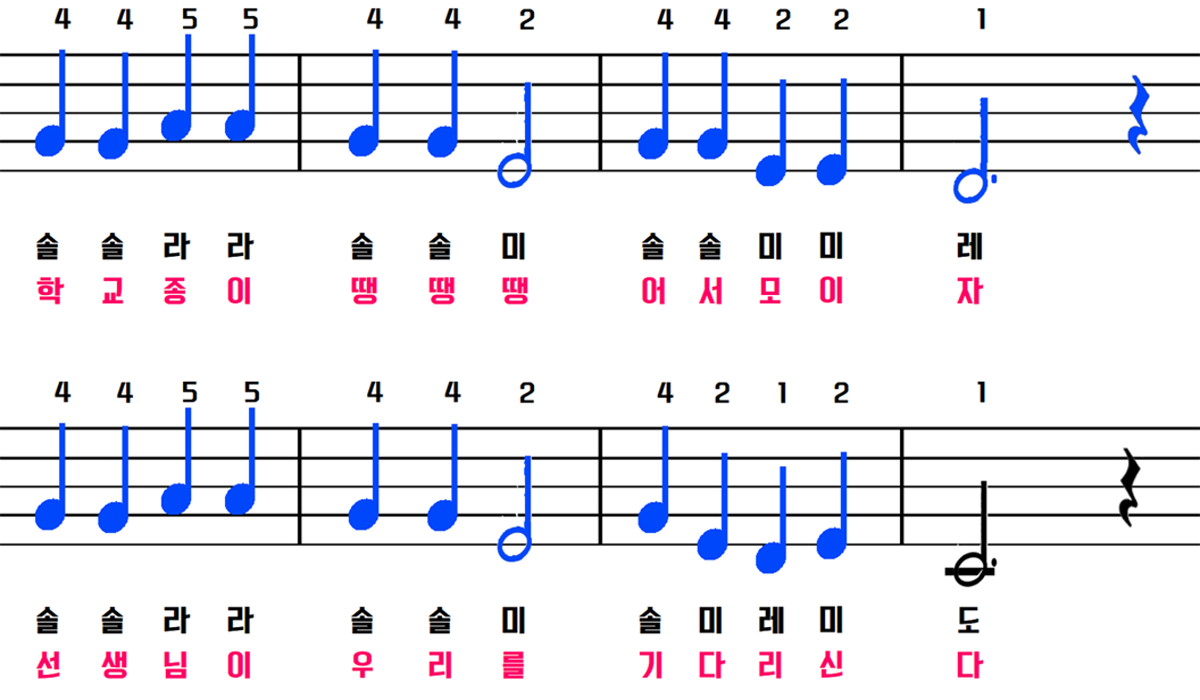 4 4 5 5 4 4 2 4 4 2 2 1
솔 솔 라 라 솔 솔 미 솔 솔 미 미 레
학 교 종 이 땡 땡 땡 어 서 모 이 자
4 4 5 5 4 4 2 4 2 1 2 1
솔 솔 라 라 솔 솔 미 솔 미 레 미 도
선 생 님 이 우 리 를 기 다 리 신 다